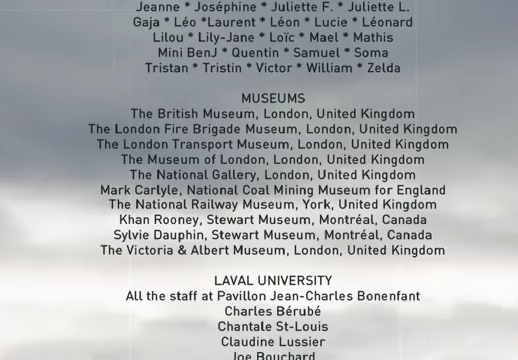 Jeanne * Joséphine * Juliette F. * Juliette L.
Gaja * Léo *Laurent * Léon * Lucie * Léonard
Lilou * Lily-Jane * Loïc * Mael * Mathis
Mini BenJ * Quentin * Samuel * Soma
Tristan * Tristin * Victor * William * Zelda
MUSEUMS
The British Museum, London, United Kingdom
The London Fire Brigade Museum, London, United Kingdom
The London Transport Museum, London, United Kingdom
The Museum of London, London, United Kingdom
The National Gallery, London, United Kingdom
Mark Carlyle, National Coal Mining Museum for England
The National Railway Museum, York, United Kingdom
Khan Rooney, Stewart Museum, Montréal, Canada
Sylvie Dauphin, Stewart Museum, Montréal, Canada
The Victoria & Albert Museum, London, United Kingdom
LAVAL UNIVERSITY
All the staff at Pavillon Jean-Charles Bonenfant
Charles Bérubé
Chantale St-Louis
Claudine Lussier
Joe Bouchard